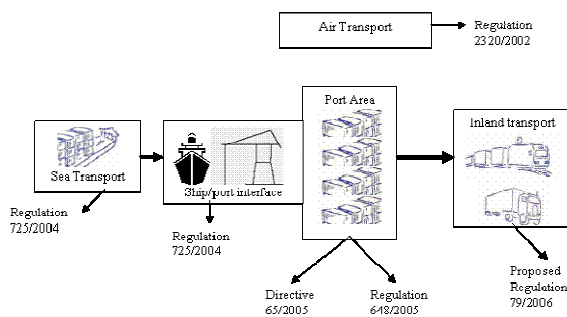 Air Transport
Regulation
2320/2002
Port Area
Inland transport
Sea Transport
Ship/port interface
Regulation
725/2004
Regulation
725/2004
Directive
65/2005
Regulation
648/2005
Proposed
Regulation
79/2006